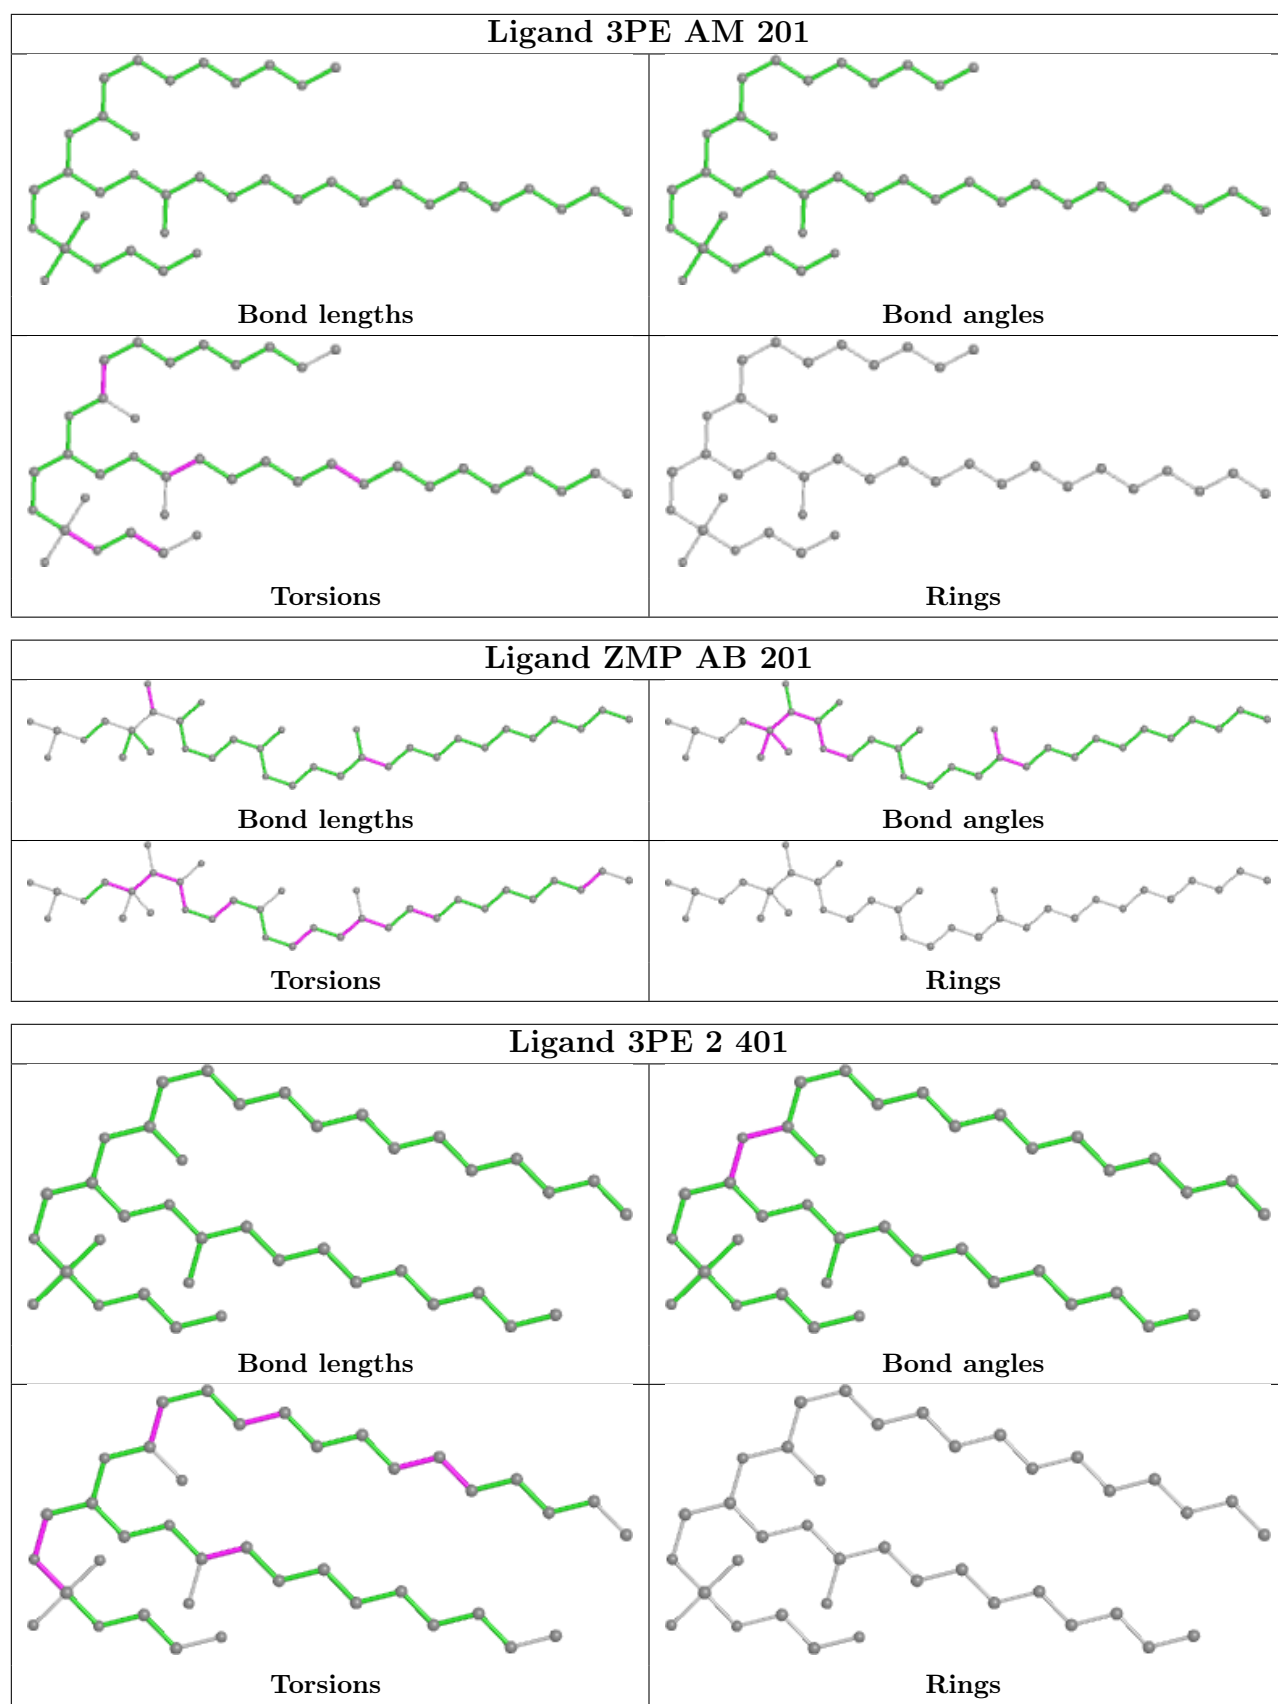 Ligand 3PE AM 201
Bond lengths
Bond angles
Torsions
Rings
Ligand ZMP AB 201
Bond lengths
Bond angles
Torsions
Rings
Ligand 3PE 2 401
Bond lengths
Bond angles
Torsions
Rings